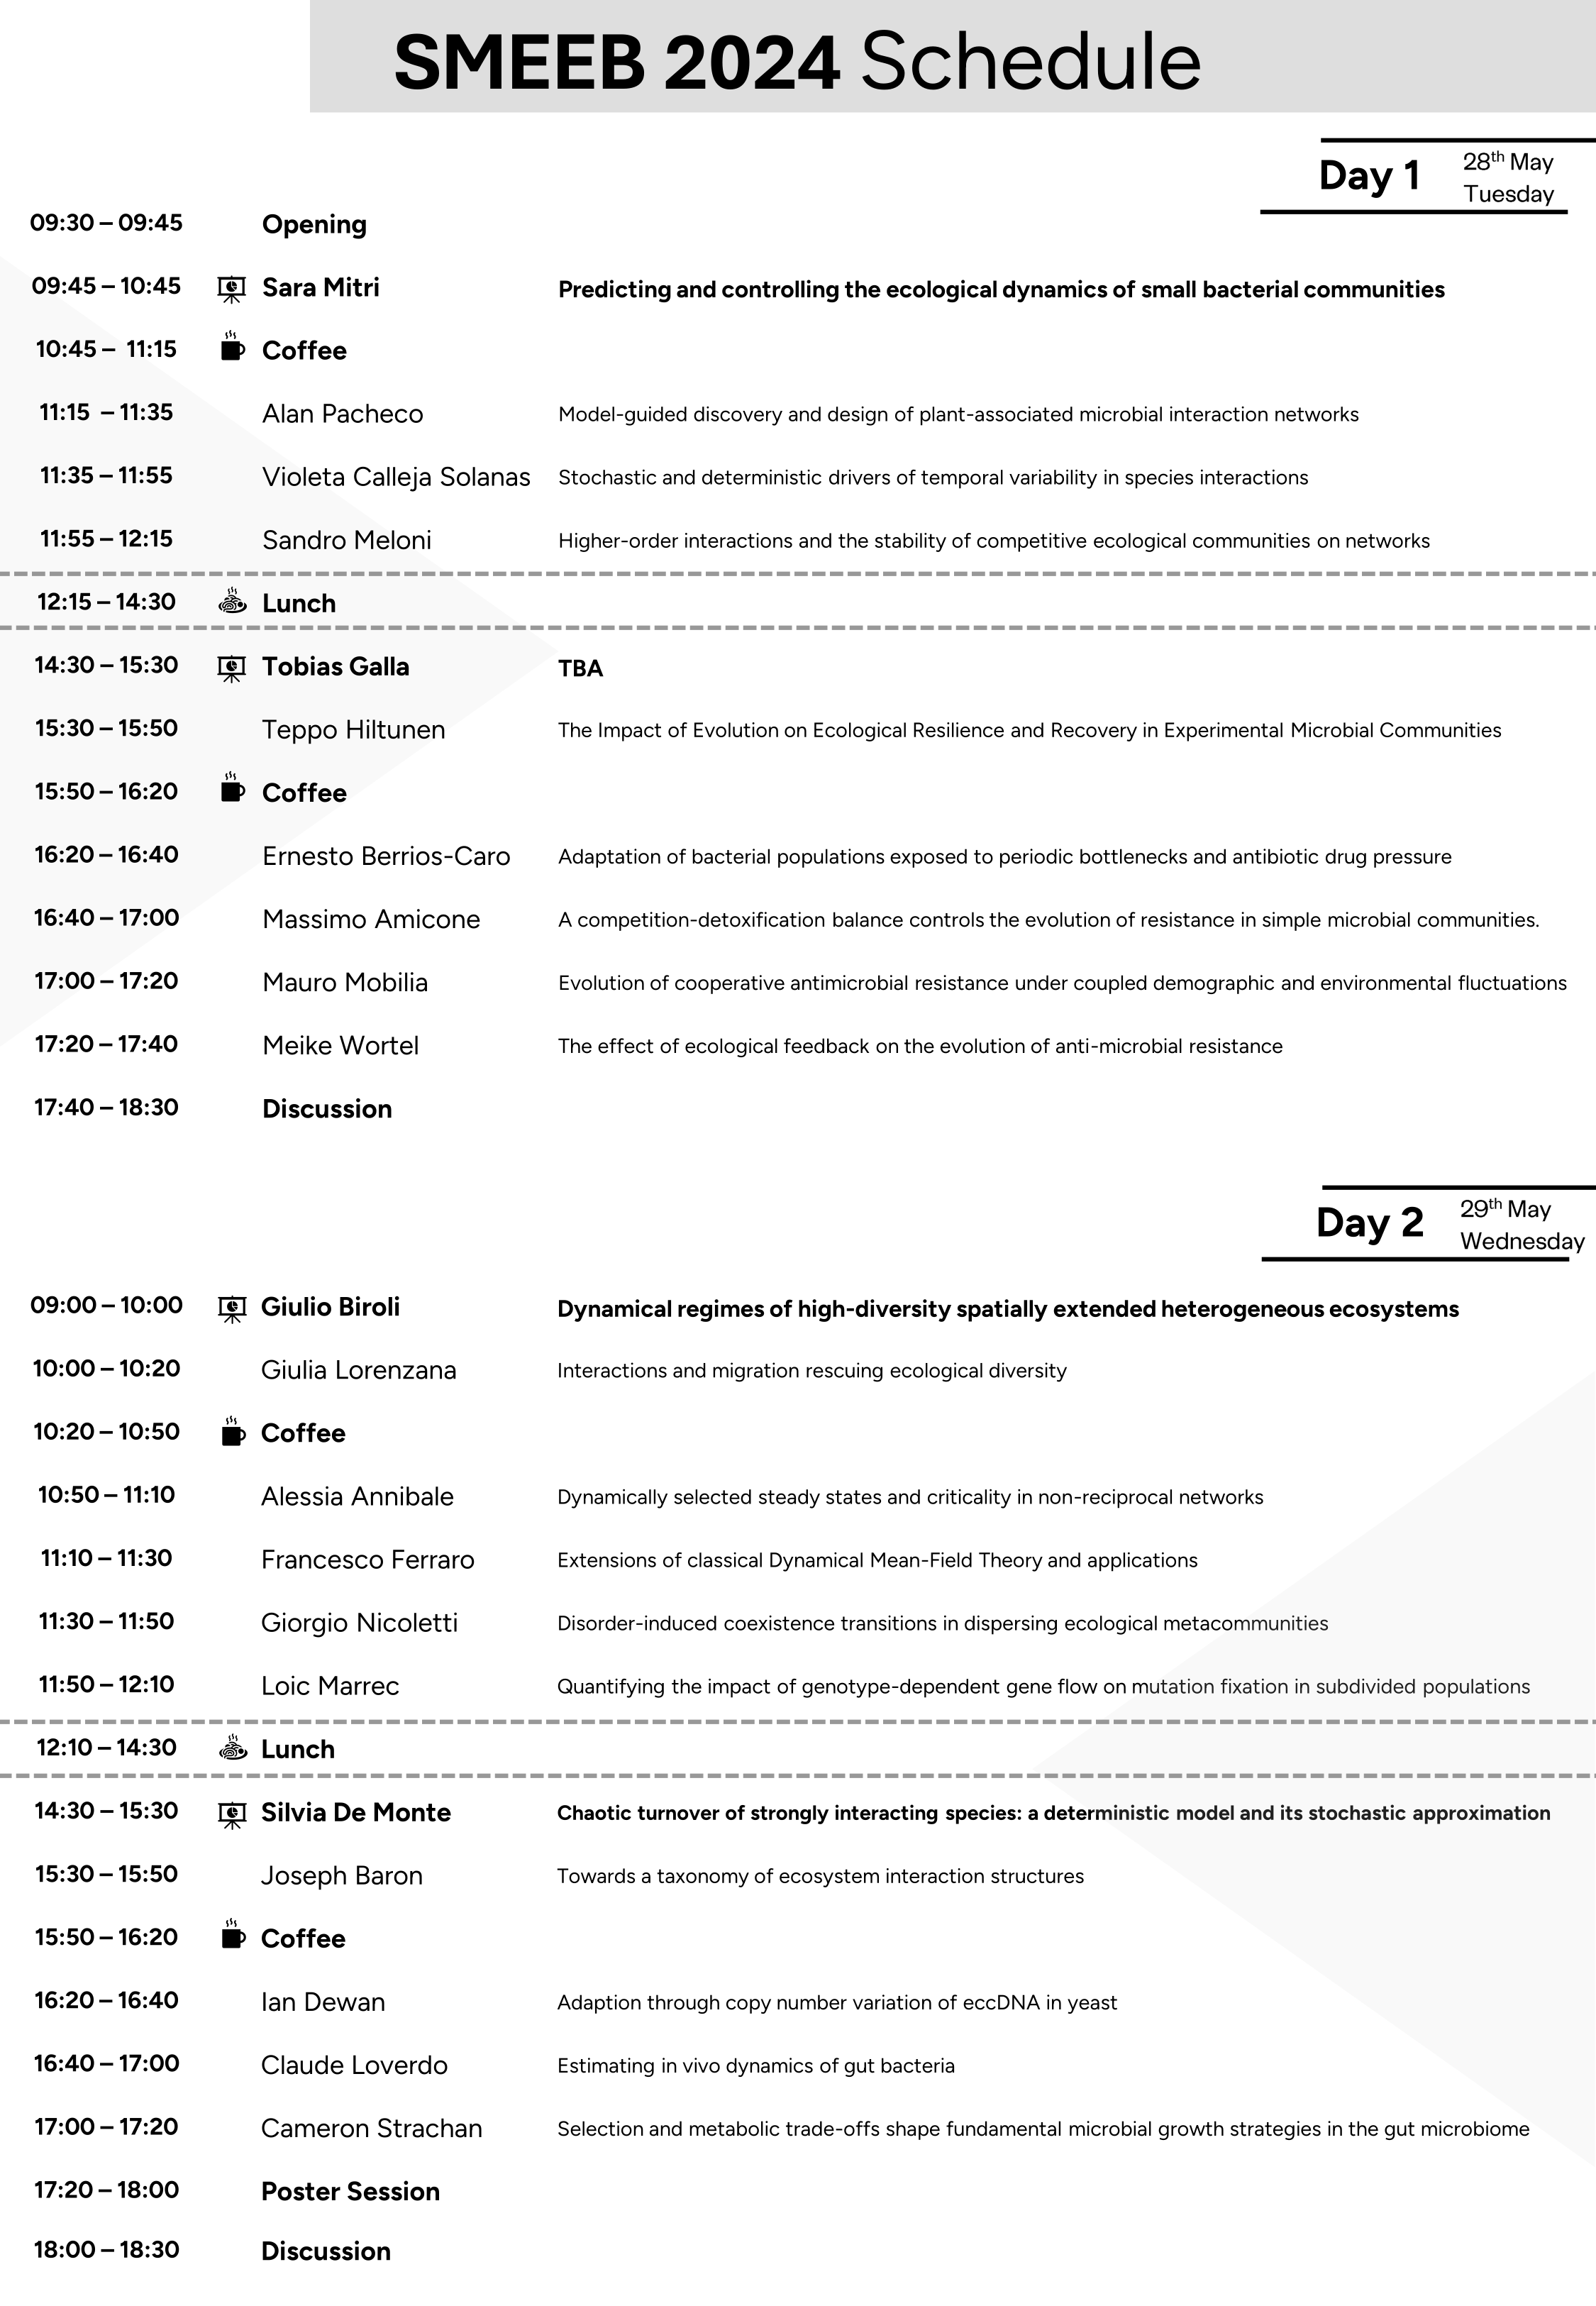 SMEEB 2024 Schedule
Day 1 28th May
Tuesday
09:30 – 09:45 Opening
09:45 – 10:45 Sara Mitri Predicting and controlling the ecological dynamics of small bacterial communities
10:45 – 11:15 Coffee
11:15 – 11:35 Alan Pacheco Model-guided discovery and design of plant-associated microbial interaction networks
11:35 – 11:55 Violeta Calleja Solanas Stochastic and deterministic drivers of temporal variability in species interactions
11:55 – 12:15 Sandro Meloni Higher-order interactions and the stability of competitive ecological communities on networks
12:15 – 14:30 Lunch
14:30 – 15:30 Tobias Galla TBA
15:30 – 15:50 Teppo Hiltunen The Impact of Evolution on Ecological Resilience and Recovery in Experimental Microbial Communities
15:50 – 16:20 Coffee
16:20 – 16:40 Ernesto Berrios-Caro Adaptation of bacterial populations exposed to periodic bottlenecks and antibiotic drug pressure
16:40 – 17:00 Massimo Amicone A competition-detoxification balance controls the evolution of resistance in simple microbial communities.
17:00 – 17:20 Mauro Mobilia Evolution of cooperative antimicrobial resistance under coupled demographic and environmental fluctuations
17:20 – 17:40 Meike Wortel The effect of ecological feedback on the evolution of anti-microbial resistance
17:40 – 18:30 Discussion
Day 2 29th May
Wednesday
09:00 – 10:00 Giulio Biroli Dynamical regimes of high-diversity spatially extended heterogeneous ecosystems
10:00 – 10:20 Giulia Lorenzana Interactions and migration rescuing ecological diversity
10:20 – 10:50 Coffee
10:50 – 11:10 Alessia Annibale Dynamically selected steady states and criticality in non-reciprocal networks
11:10 – 11:30 Francesco Ferraro Extensions of classical Dynamical Mean-Field Theory and applications
11:30 – 11:50 Giorgio Nicoletti Disorder-induced coexistence transitions in dispersing ecological metacommunities
11:50 – 12:10 Loic Marrec Quantifying the impact of genotype-dependent gene flow on mutation fixation in subdivided populations
12:10 – 14:30 Lunch
14:30 – 15:30 Silvia De Monte Chaotic turnover of strongly interacting species: a deterministic model and its stochastic approximation
15:30 – 15:50 Joseph Baron Towards a taxonomy of ecosystem interaction structures
15:50 – 16:20 Coffee
16:20 – 16:40 Ian Dewan Adaption through copy number variation of eccDNA in yeast
16:40 – 17:00 Claude Loverdo Estimating in vivo dynamics of gut bacteria
17:00 – 17:20 Cameron Strachan Selection and metabolic trade-offs shape fundamental microbial growth strategies in the gut microbiome
17:20 – 18:00 Poster Session
18:00 – 18:30 Discussion